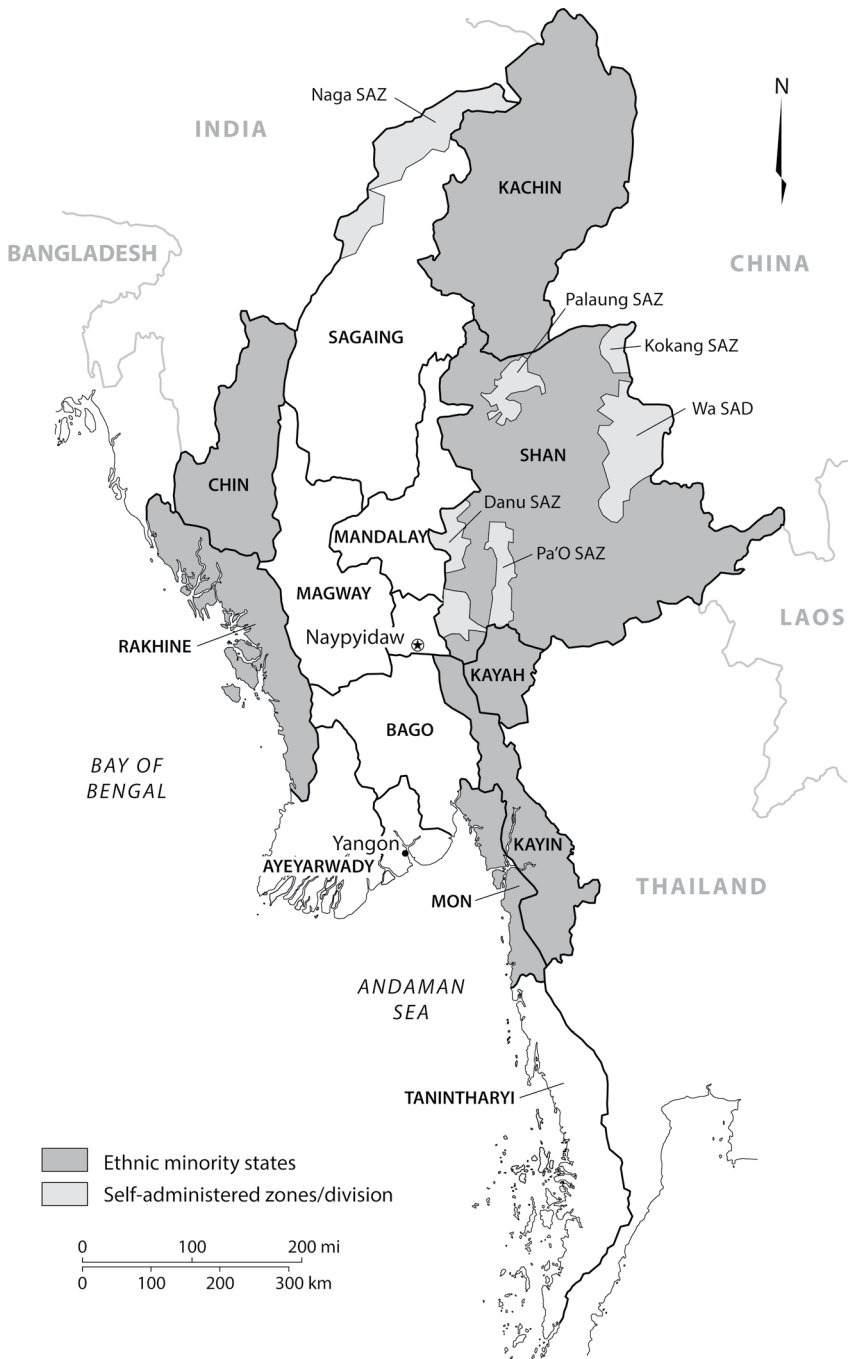 N
Naga SAZ
INDIA
KACHIN
BANGLADESH
CHINA
Palaung SAZ
SAGAING
Kokang SAZ
Wa SAD
SHAN
CHIN
Danu SAZ
MANDALAY
Pa’O SAZ
MAGWAY
LAOS
Naypyidaw
RAKHINE
KAYAH
BAGO
BAY OF
BENGAL
Yangon
KAYIN
AYEYARWADY
THAILAND
MON
ANDAMAN
SEA
TANINTHARYI
Ethnic minority states
Self-administered zones/division
0 100 200 mi
0 100 200 300 km